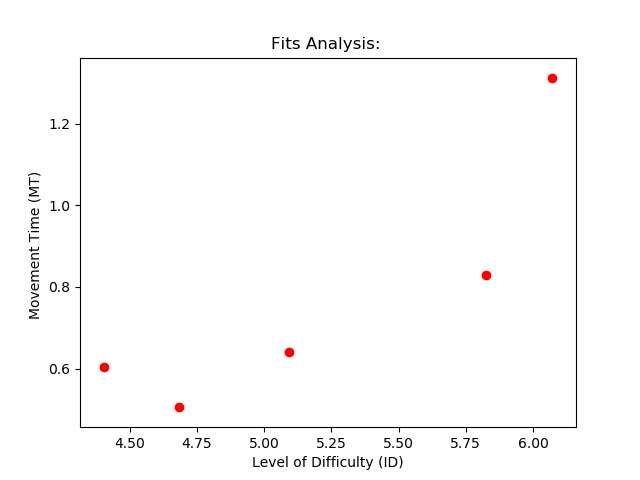 Fits Analysis:
1.2
1.0
0.8
0.6
Movement Time (MT)
4.50 4.75 5.00 5.25 5.50 5.75 6.00
Level of Difficulty (ID)